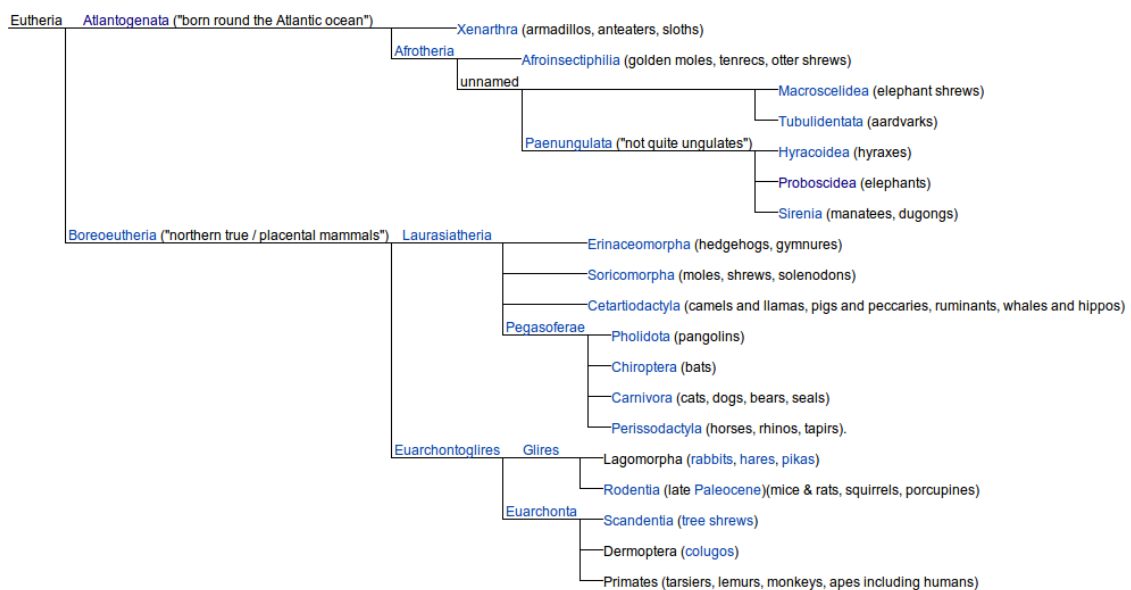 Eutheria Atlantogenata ("born round the Atlantic ocean")
Xenarthra (armadillos, anteaters, sloths)
Afrotheria
Afroinsectiphilia (golden moles, tenrecs, otter shrews)
unnamed
Macroscelidea (elephant shrews)
Tubulidentata (aardvarks)
Paenungulata ("not quite ungulates")
Hyracoidea (hyraxes)
Proboscidea (elephants)
Sirenia (manatees, dugongs)
Boreoeutheria ("northern true / placental mammals") Laurasiatheria
Erinaceomorpha (hedgehogs, gymnures)
Soricomorpha (moles, shrews, solenodons)
Cetartiodactyla (camels and llamas, pigs and peccaries, ruminants, whales and hippos)
Pegasoferae
Pholidota (pangolins)
Chiroptera (bats)
Carnivora (cats, dogs, bears, seals)
Perissodactyla (horses, rhinos, tapirs).
Euarchontoglires Glires
Lagomorpha (rabbits, hares, pikas)
Rodentia (late Paleocene)(mice & rats, squirrels, porcupines)
Euarchonta
Scandentia (tree shrews)
Dermoptera (colugos)
Primates (tarsiers, lemurs, monkeys, apes including humans)